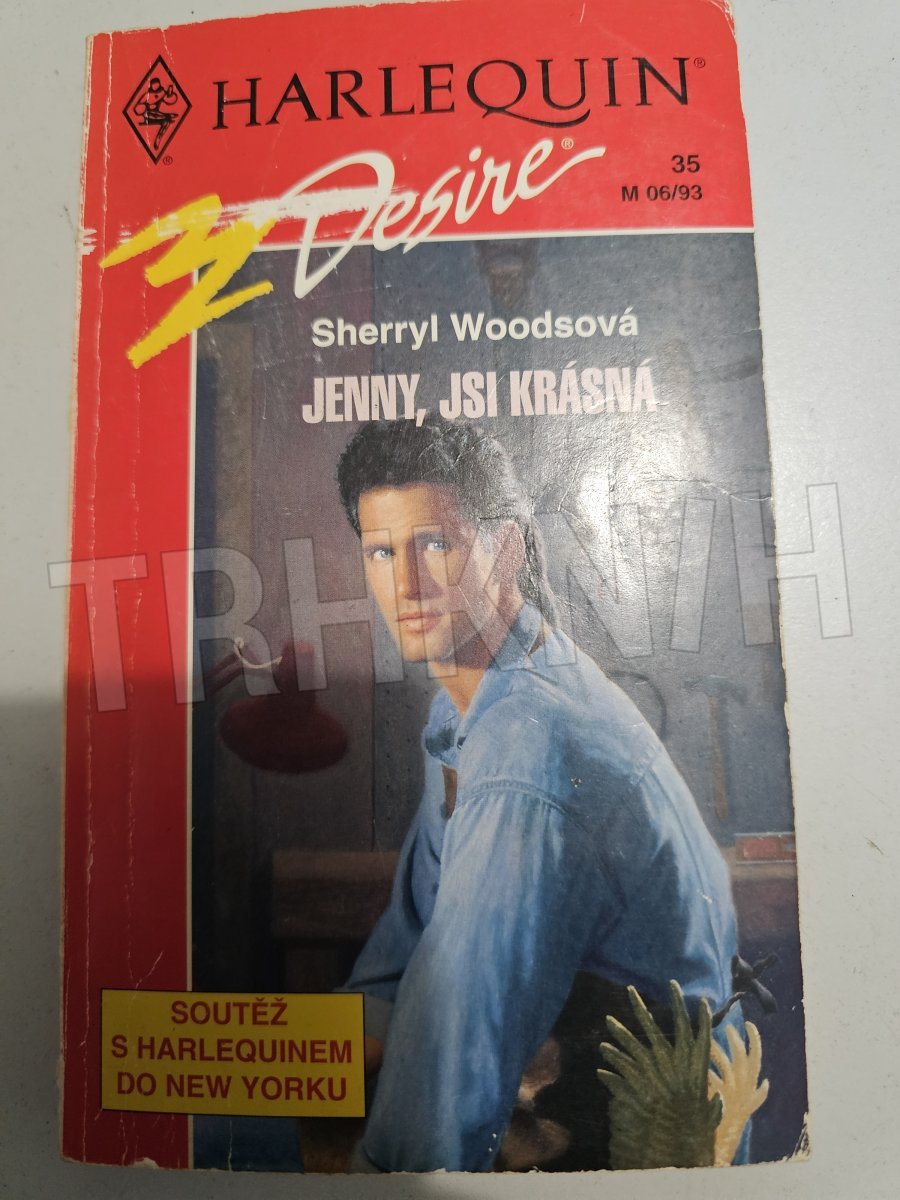 HARLEQUIN®
Desire®
35
M 06/93
Sherryl Woodsová
JENNY, JSI KRÁSNÁ
TRHKNIH
SOUTĚŽ
S HARLEQUINEM
DO NEW YORKU